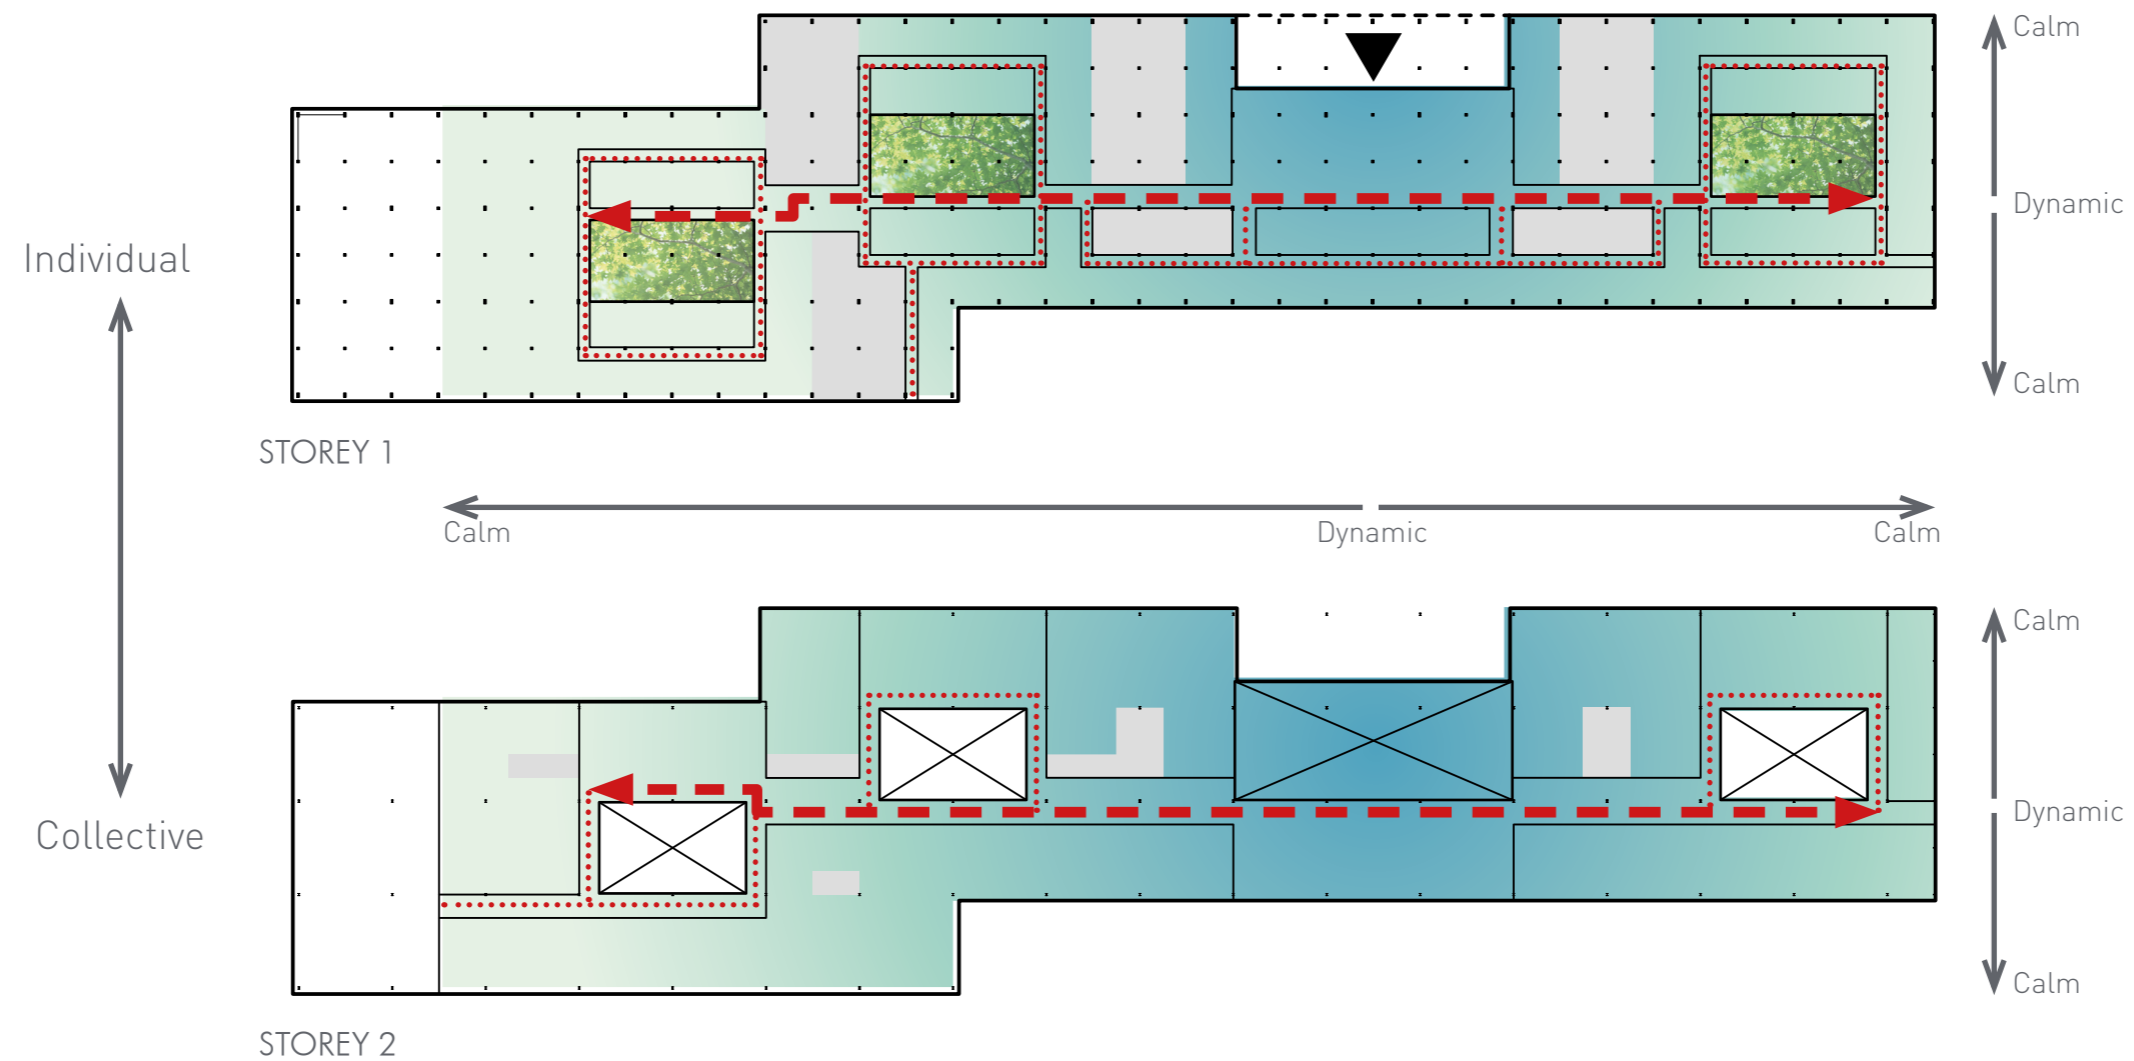 Calm
Dynamic
Individual
Calm
STOREY 1
Calm
Dynamic
Calm
Calm
Dynamic
Collective
Calm
STOREY 2